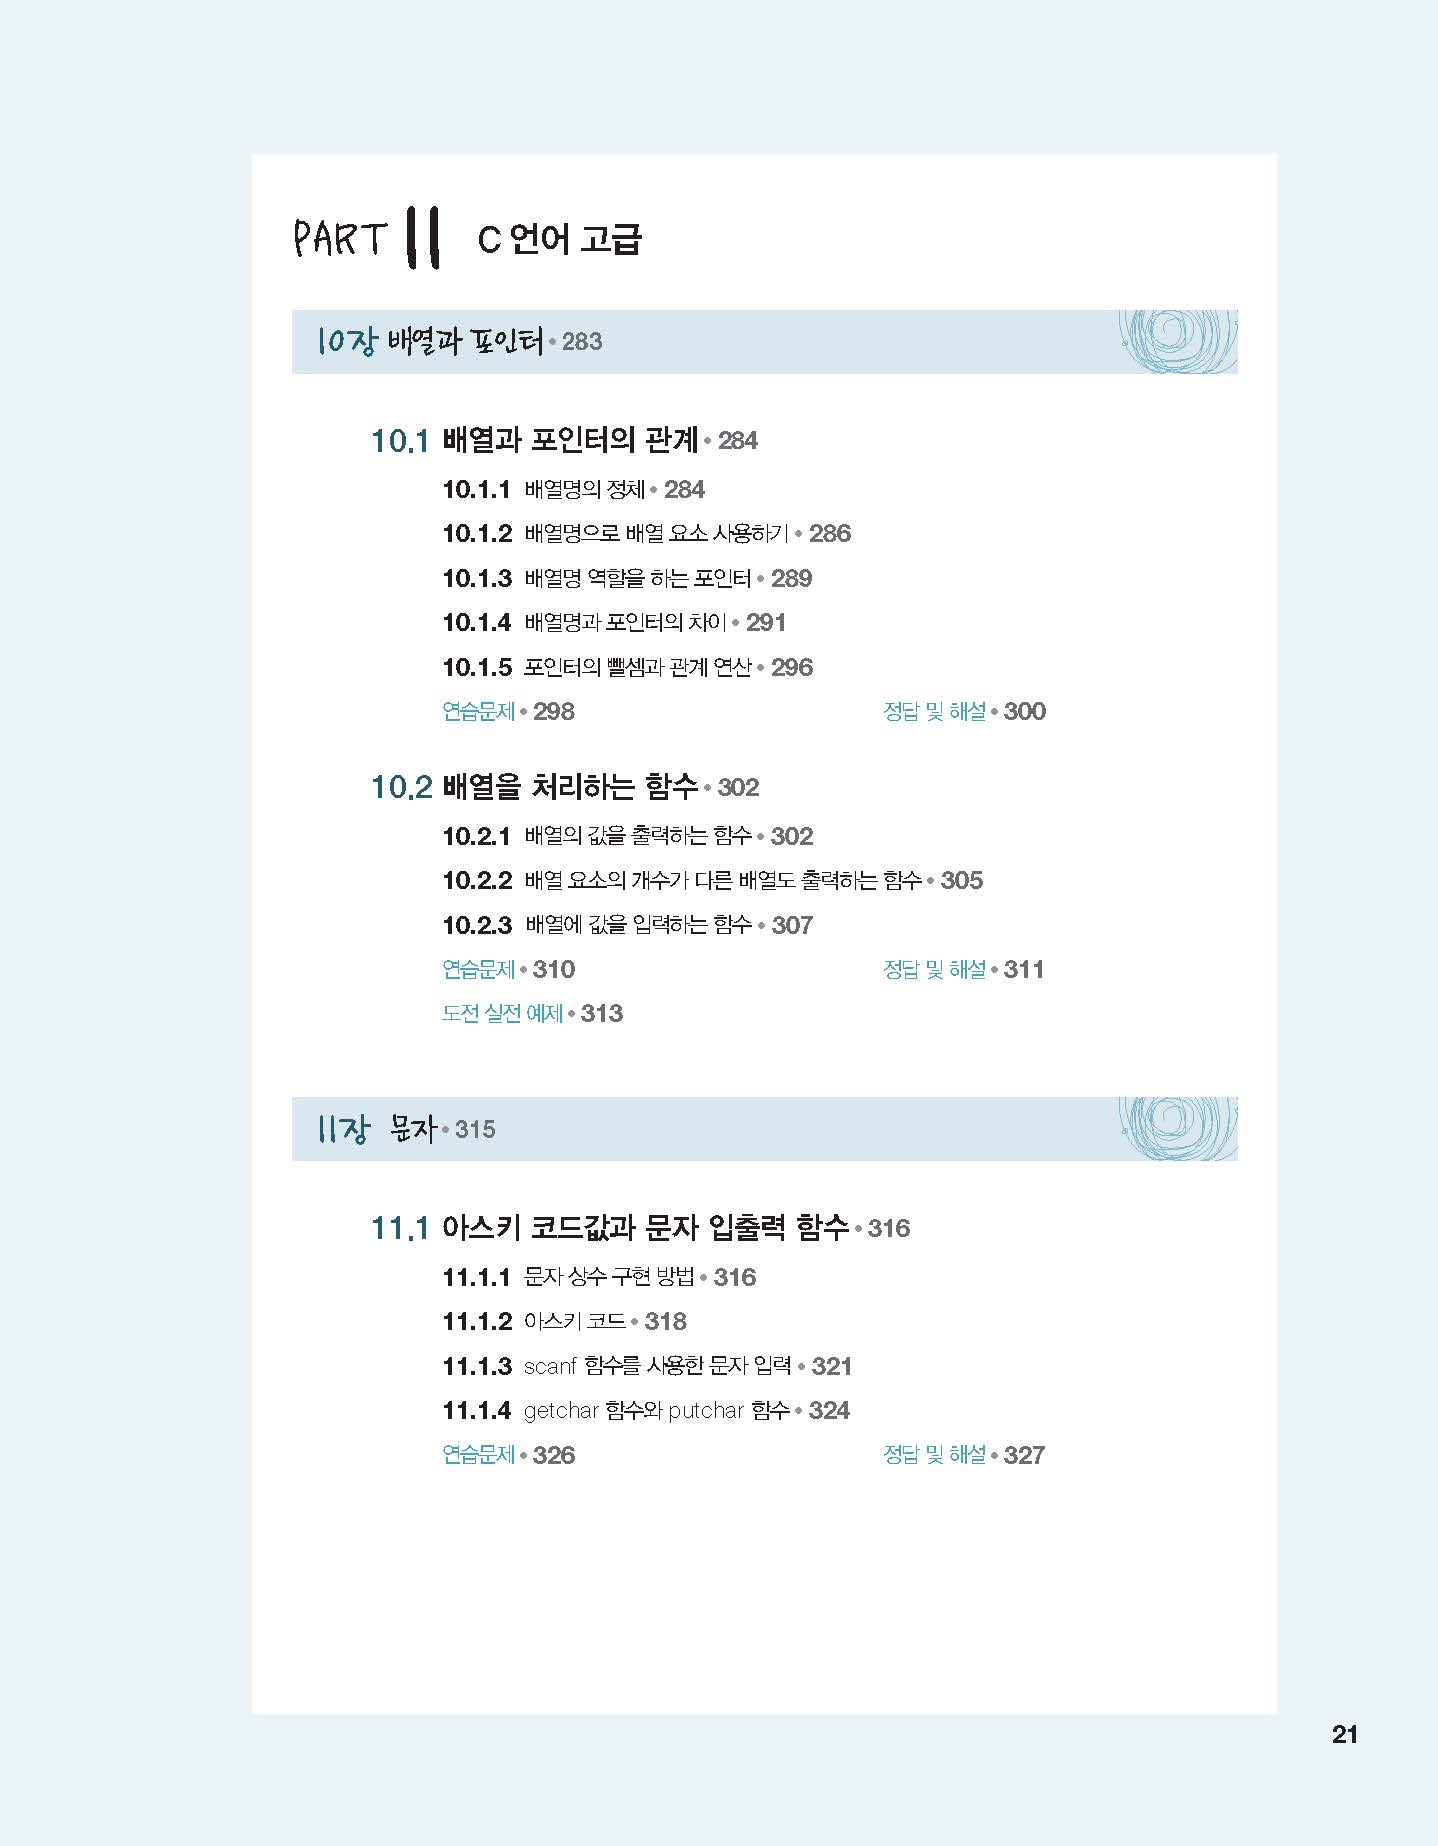 PART II C 언어 고급
10장 배열과 포인터 • 283
10.1 배열과 포인터의 관계 • 284
10.1.1 배열명의 정체 • 284
10.1.2 배열명으로 배열 요소 사용하기 • 286
10.1.3 배열명 역할을 하는 포인터 • 289
10.1.4 배열명과 포인터의 차이 • 291
10.1.5 포인터의 뺄셈과 관계 연산 • 296
연습문제 • 298 정답 및 해설 • 300
10.2 배열을 처리하는 함수 • 302
10.2.1 배열의 값을 출력하는 함수 • 302
10.2.2 배열 요소의 개수가 다른 배열도 출력하는 함수 • 305
10.2.3 배열에 값을 입력하는 함수 • 307
연습문제 • 310 정답 및 해설 • 311
도전 실전 예제 • 313
11장 문자 • 315
11.1 아스키 코드값과 문자 입출력 함수 • 316
11.1.1 문자 상수 구현 방법 • 316
11.1.2 아스키 코드 • 318
11.1.3 scanf 함수를 사용한 문자 입력 • 321
11.1.4 getchar 함수와 putchar 함수 • 324
연습문제 • 326 정답 및 해설 • 327
21